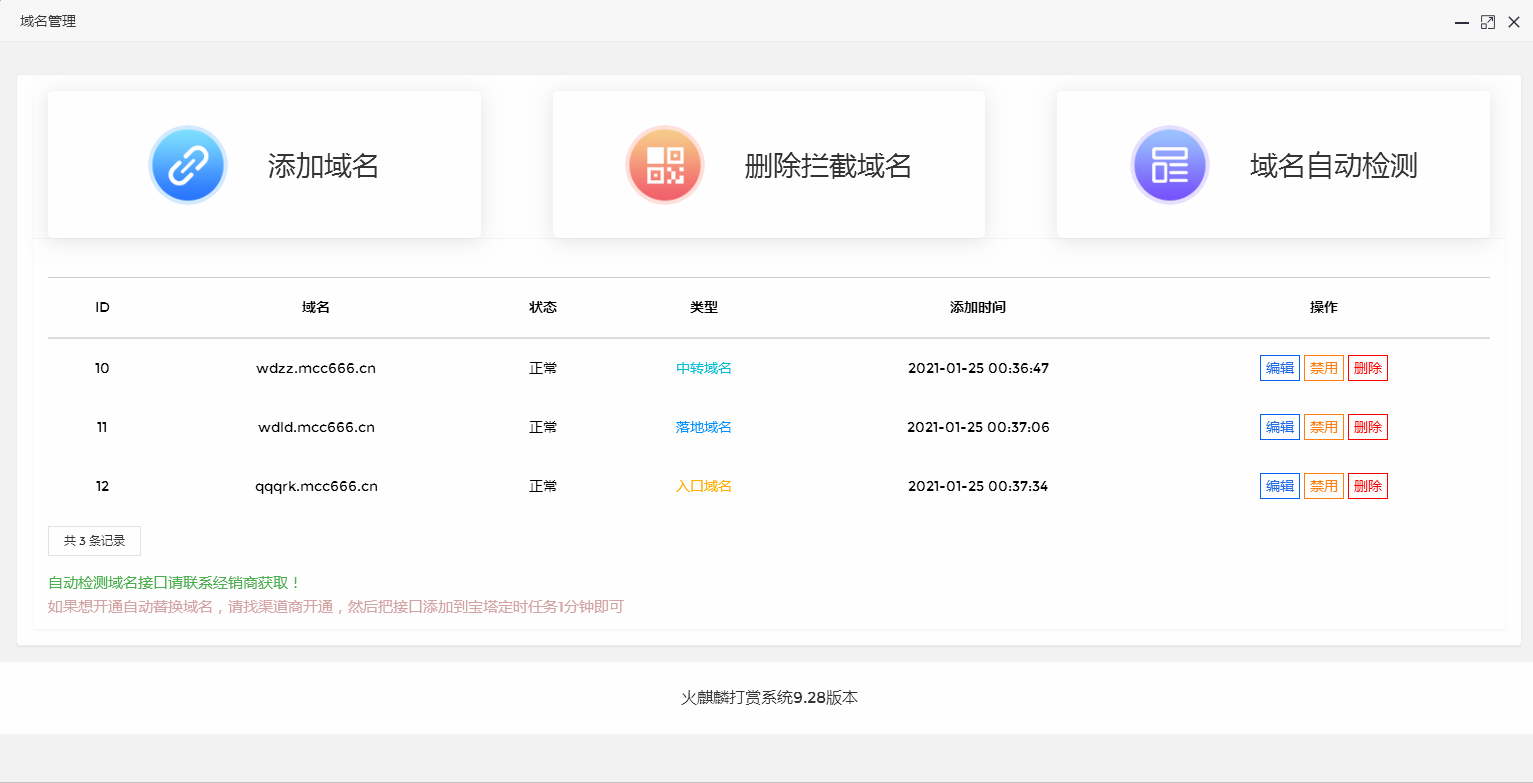 域名管理
添加域名 删除拦截域名 域名自动检测
ID 域名 状态 类型 添加时间 操作
10 wdzz.mcc666.cn 正常 中转域名 2021-01-25 00:36:47 编辑 禁用 删除
11 wdld.mcc666.cn 正常 落地域名 2021-01-25 00:37:06 编辑 禁用 删除
12 qqqrk.mcc666.cn 正常 入口域名 2021-01-25 00:37:34 编辑 禁用 删除
共 3 条记录
自动检测域名接口请联系经销商获取！
如果想开通自动替换域名，请找渠道商开通，然后把接口添加到宝塔定时任务1分钟即可
火麒麟打赏系统9.28版本